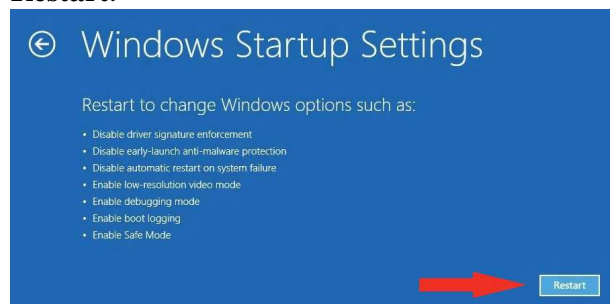 Restart.
Windows Startup Settings
Restart to change Windows options such as:
• Disable driver signature enforcement
• Disable early-launch anti-malware protection
• Disable automatic restart on system failure
• Enable low-resolution video mode
• Enable debugging mode
• Enable boot logging
• Enable Safe Mode
Restart